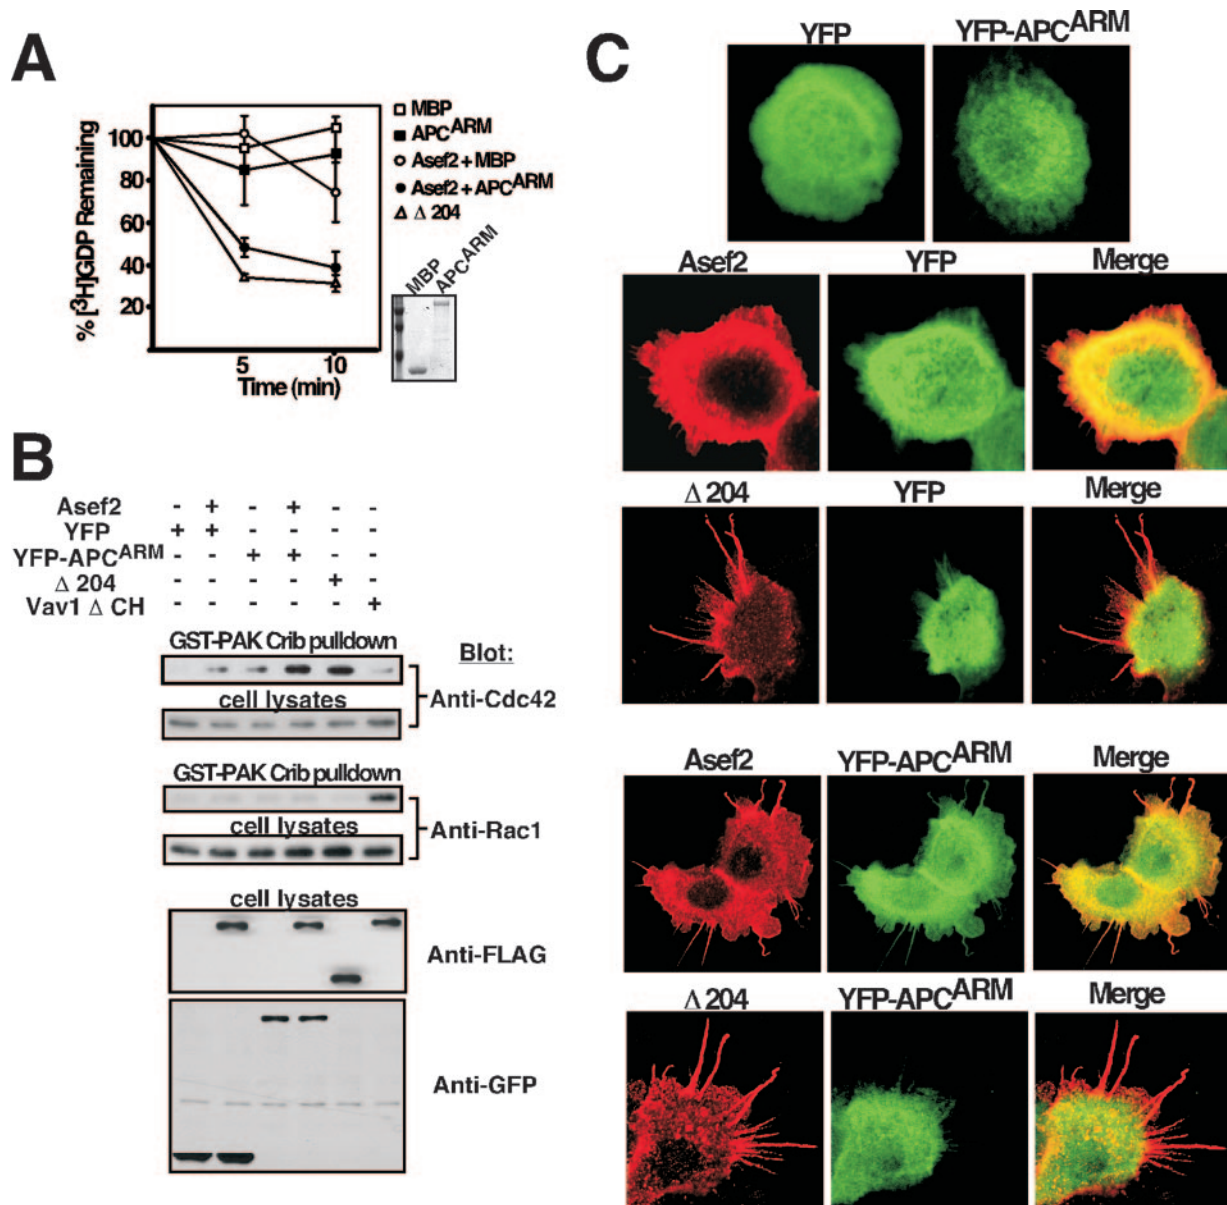 A
% [³H]GDP Remaining
100
80
60
40
20
5
10
Time (min)
MBP
APCᴬᴿᴹ
Asef2 + MBP
Asef2 + APCᴬᴿᴹ
Δ 204
MBP
APCᴬᴿᴹ
B
Asef2 - + - + - -
YFP + + - - - -
YFP-APCᴬᴿᴹ - - + + - -
Δ 204 - - - - + -
Vav1 Δ CH - - - - - +
GST-PAK Crib pulldown
Blot:
cell lysates
Anti-Cdc42
GST-PAK Crib pulldown
cell lysates
Anti-Rac1
cell lysates
Anti-FLAG
Anti-GFP
C
YFP YFP-APCᴬᴿᴹ
Asef2 YFP Merge
Δ 204 YFP Merge
Asef2 YFP-APCᴬᴿᴹ Merge
Δ 204 YFP-APCᴬᴿᴹ Merge